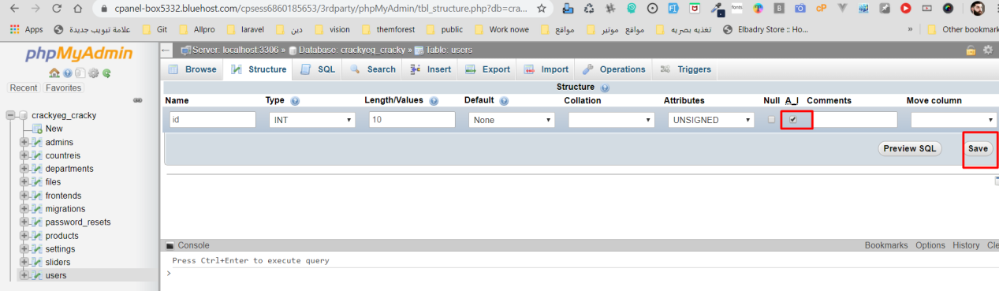 cpanel-box5332.bluehost.com/cpsess6860185653/3rdparty/phpMyAdmin/tbl_structure.php?db=cra...
Apps علامة تبويب جديدة Git Allpro laravel دين vision themforest public Work nowe مواقع مواقع موتير تغذيه بصريه Elbadry Store :: Ho... » Other bookmark
phpMyAdmin
Recent Favorites
crackyeg_cracky
New
admins
countreis
departments
files
frontends
migrations
password_resets
products
settings
sliders
users
Server: localhost:3306 » Database: crackyeg_cracky » Table: users
Browse Structure SQL Search Insert Export Import Operations Triggers
Structure
Name Type Length/Values Default Collation Attributes Null A_I Comments Move column
id INT 10 None UNSIGNED
Preview SQL Save
Console Bookmarks Options History Cle
Press Ctrl+Enter to execute query
>